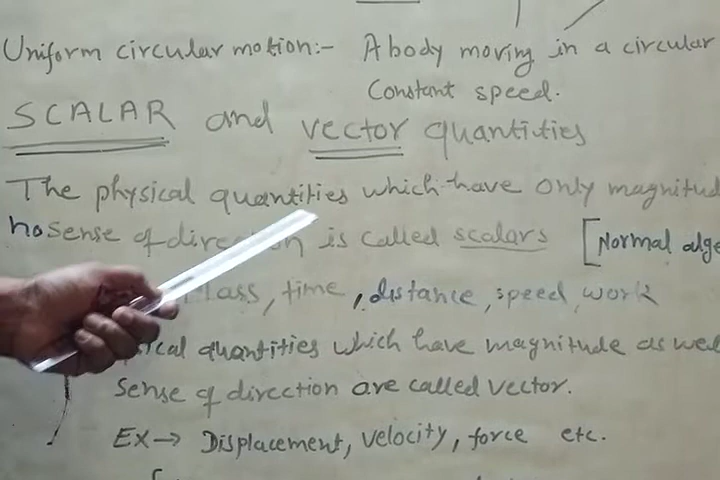 Uniform circular motion:- A body moving in a circular
Constant speed.
SCALAR and vector quantities
The physical quantities which have only magnitud
no sense of direction is called scalars [Normal alge
Mass, time, distance, speed, work
quantities which have magnitude as well
sense of direction are called vector.
EX→ Displacement, velocity, force etc.